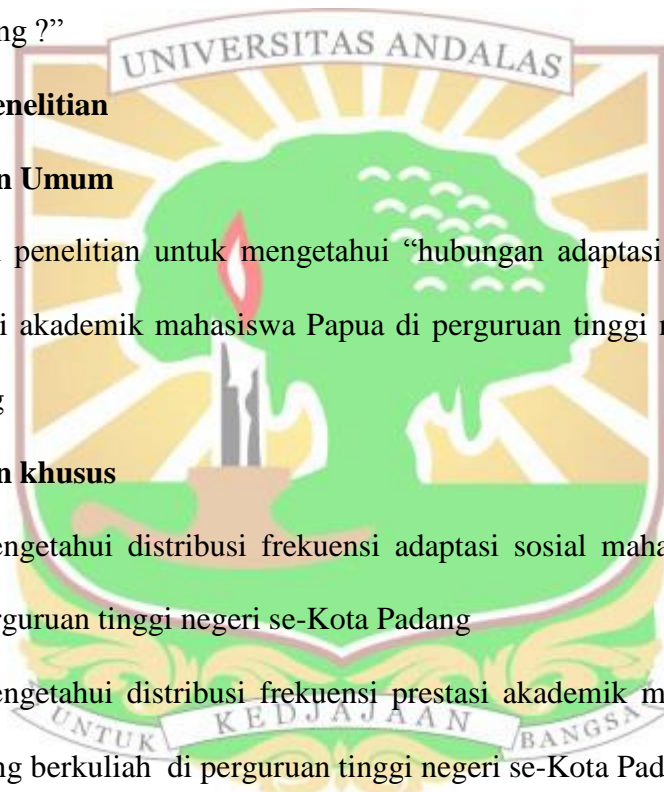 ng ?”
UNIVERSITAS ANDALAS
enelitian
n Umum
penelitian untuk mengetahui “hubungan adaptasi
i akademik mahasiswa Papua di perguruan tinggi
g
n khusus
engetahui distribusi frekuensi adaptasi sosial maha
rguruan tinggi negeri se-Kota Padang
engetahui distribusi frekuensi prestasi akademik m
UNTUK KEDJAJAAN BANGSA
ng berkuliah di perguruan tinggi negeri se-Kota Pad